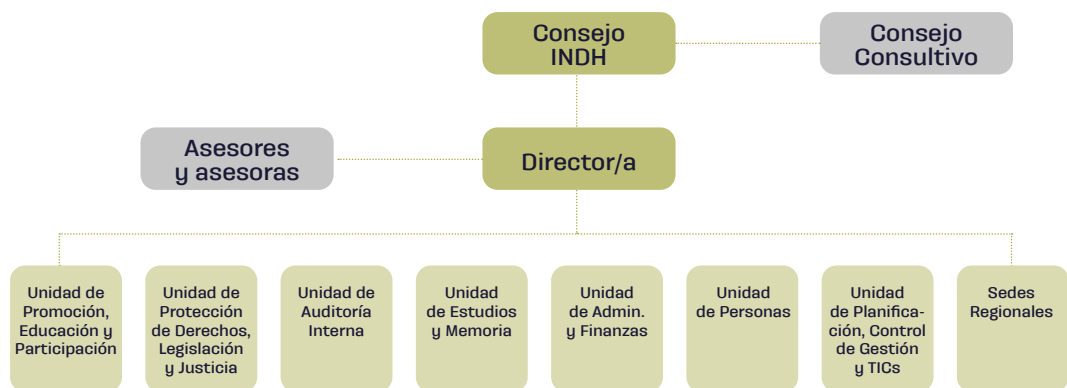 Consejo
INDH
Consejo
Consultivo
Asesores
y asesoras
Director/a
Unidad de
Promoción,
Educación y
Participación
Unidad de
Protección
de Derechos,
Legislación
y Justicia
Unidad de
Auditoría
Interna
Unidad
de Estudios
y Memoria
Unidad
de Admin.
y Finanzas
Unidad
de Personas
Unidad
de Planifica-
ción, Control
de Gestión
y TICs
Sedes
Regionales